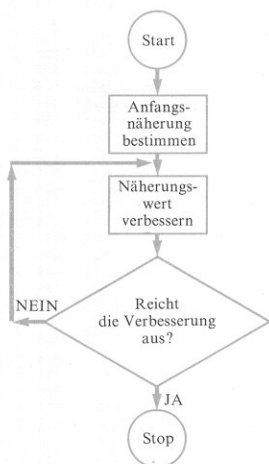 Start
Anfangs-
näherung
bestimmen
Näherungs-
wert
verbessern
Reicht
die Verbesserung
aus?
NEIN
JA
Stop